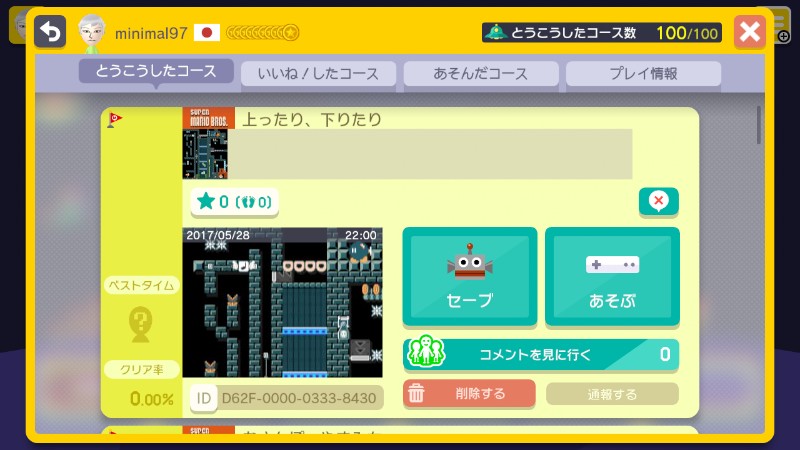 minimal97
とうこうしたコース数 100/100
とうこうしたコース
いいね!したコース
あそんだコース
プレイ情報
SUPER
MARIO BROS.
上ったり、下りたり
0 ( 0)
2017/05/28 22:00
ベストタイム
?
クリア率
0.00%
セーブ
あそぶ
コメントを見に行く 0
ID D62F-0000-0333-8430
削除する
通報する
SUPER